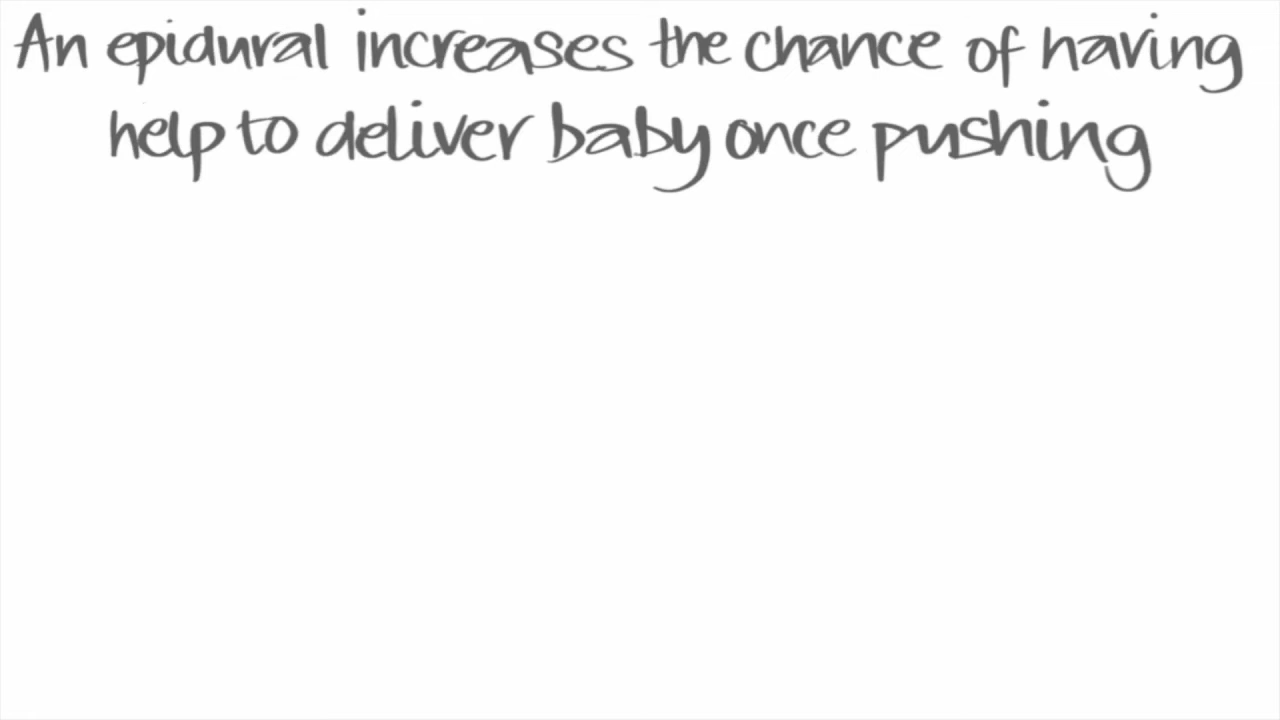 An epidural increases the chance of having
help to deliver baby once pushing